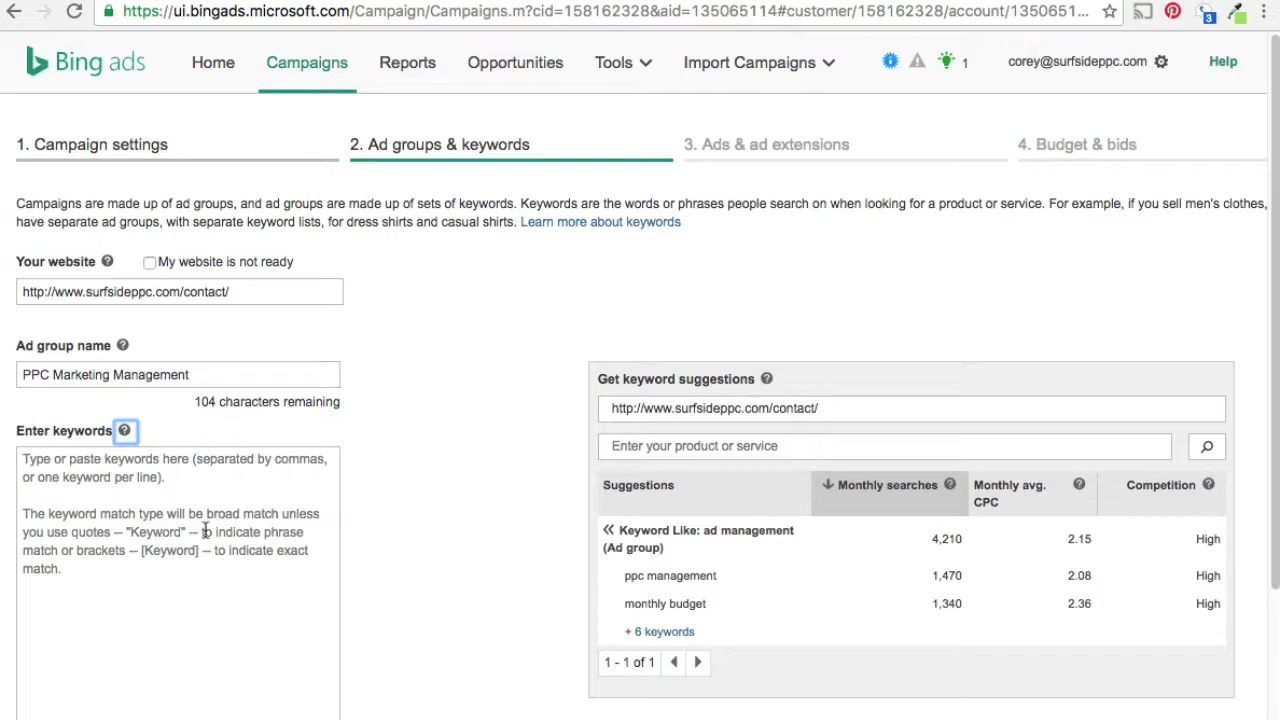 https://ui.bingads.microsoft.com/Campaign/Campaigns.m?cid=158162328&aid=135065114#customer/158162328/account/1350651...
3
Bing ads Home Campaigns Reports Opportunities Tools Import Campaigns 1 corey@surfsideppc.com Help
1. Campaign settings 2. Ad groups & keywords 3. Ads & ad extensions 4. Budget & bids
Campaigns are made up of ad groups, and ad groups are made up of sets of keywords. Keywords are the words or phrases people search on when looking for a product or service. For example, if you sell men's clothes,
have separate ad groups, with separate keyword lists, for dress shirts and casual shirts. Learn more about keywords
Your website ? My website is not ready
http://www.surfsideppc.com/contact/
Ad group name ?
PPC Marketing Management
104 characters remaining
Enter keywords ?
Type or paste keywords here (separated by commas,
or one keyword per line).
The keyword match type will be broad match unless
you use quotes -- "Keyword" -- to indicate phrase
match or brackets -- [Keyword] -- to indicate exact
match.
Get keyword suggestions ?
http://www.surfsideppc.com/contact/
Enter your product or service
Suggestions Monthly searches ? Monthly avg. ? Competition ?
CPC
Keyword Like: ad management
(Ad group) 4,210 2.15 High
ppc management 1,470 2.08 High
monthly budget 1,340 2.36 High
+ 6 keywords
1 - 1 of 1